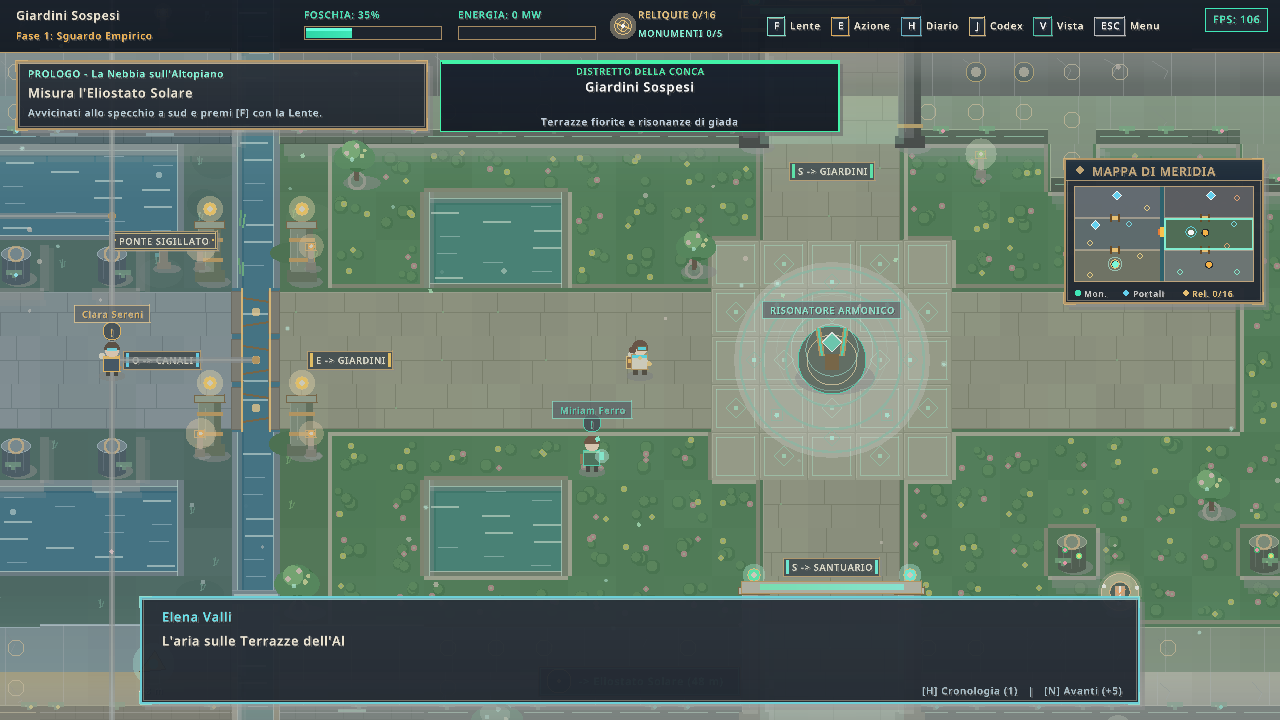 Giardini Sospesi
Fase 1: Sguardo Empirico
FOSCHIA: 35%
ENERGIA: 0 MW
RELIQUIE 0/16
MONUMENTI 0/5
F Lente
E Azione
H Diario
J Codex
V Vista
ESC Menu
FPS: 106
PROLOGO - La Nebbia sull'Altopiano
Misura l'Eliostato Solare
Avvicinati allo specchio a sud e premi [F] con la Lente.
DISTRETTO DELLA CONCA
Giardini Sospesi
Terrazze fiorite e risonanze di giada
S -> GIARDINI
MAPPA DI MERIDIA
Mon.
Portali
Rel. 0/16
PONTE SIGILLATO
Clara Sereni
O -> CANALI
E -> GIARDINI
RISONATORE ARMONICO
Miriam Ferro
S -> SANTUARIO
Elena Valli
L'aria sulle Terrazze dell'Al
[H] Cronologia (1) | [N] Avanti (+5)